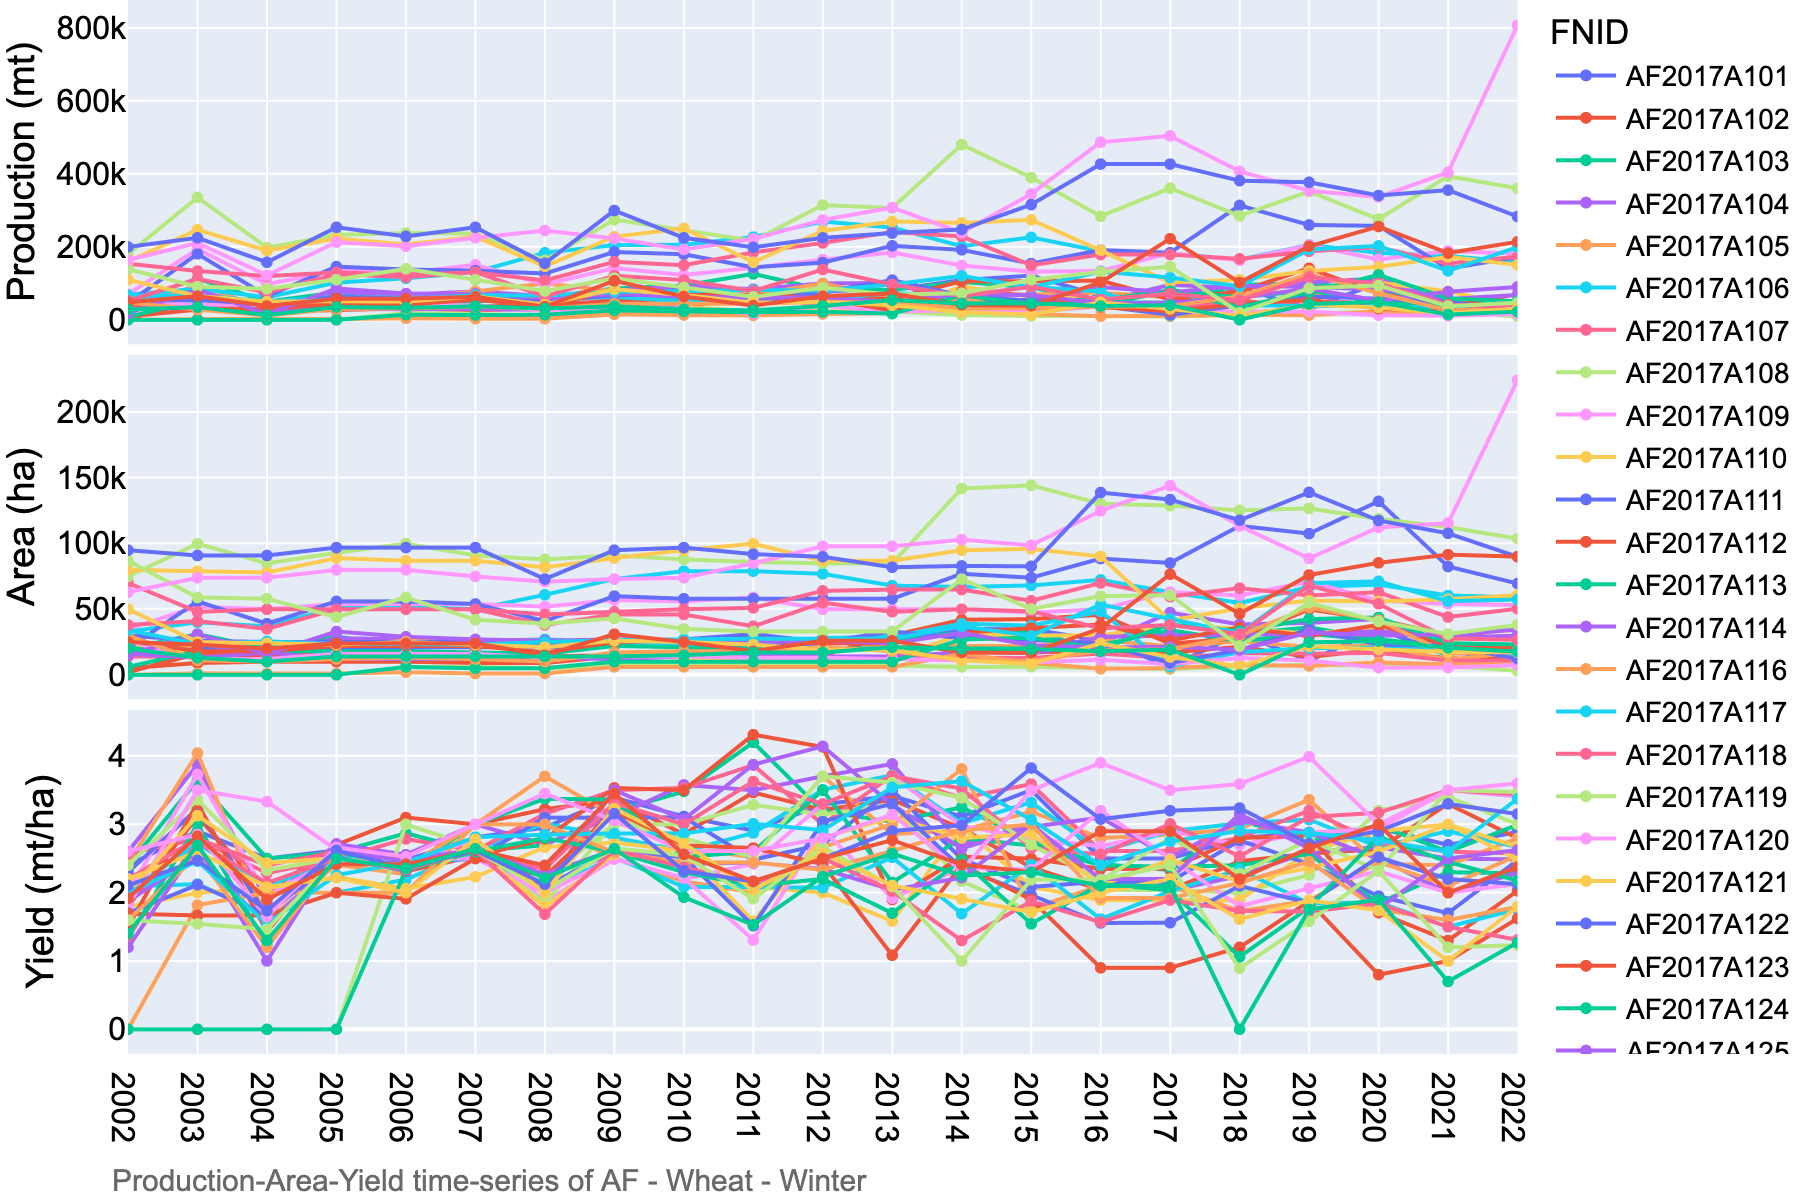 Production (mt)
800k
600k
400k
200k
0
Area (ha)
200k
150k
100k
50k
0
Yield (mt/ha)
4
3
2
1
0
2002 2003 2004 2005 2006 2007 2008 2009 2010 2011 2012 2013 2014 2015 2016 2017 2018 2019 2020 2021 2022
Production-Area-Yield time-series of AF - Wheat - Winter
FNID
AF2017A101
AF2017A102
AF2017A103
AF2017A104
AF2017A105
AF2017A106
AF2017A107
AF2017A108
AF2017A109
AF2017A110
AF2017A111
AF2017A112
AF2017A113
AF2017A114
AF2017A116
AF2017A117
AF2017A118
AF2017A119
AF2017A120
AF2017A121
AF2017A122
AF2017A123
AF2017A124
AF2017A125